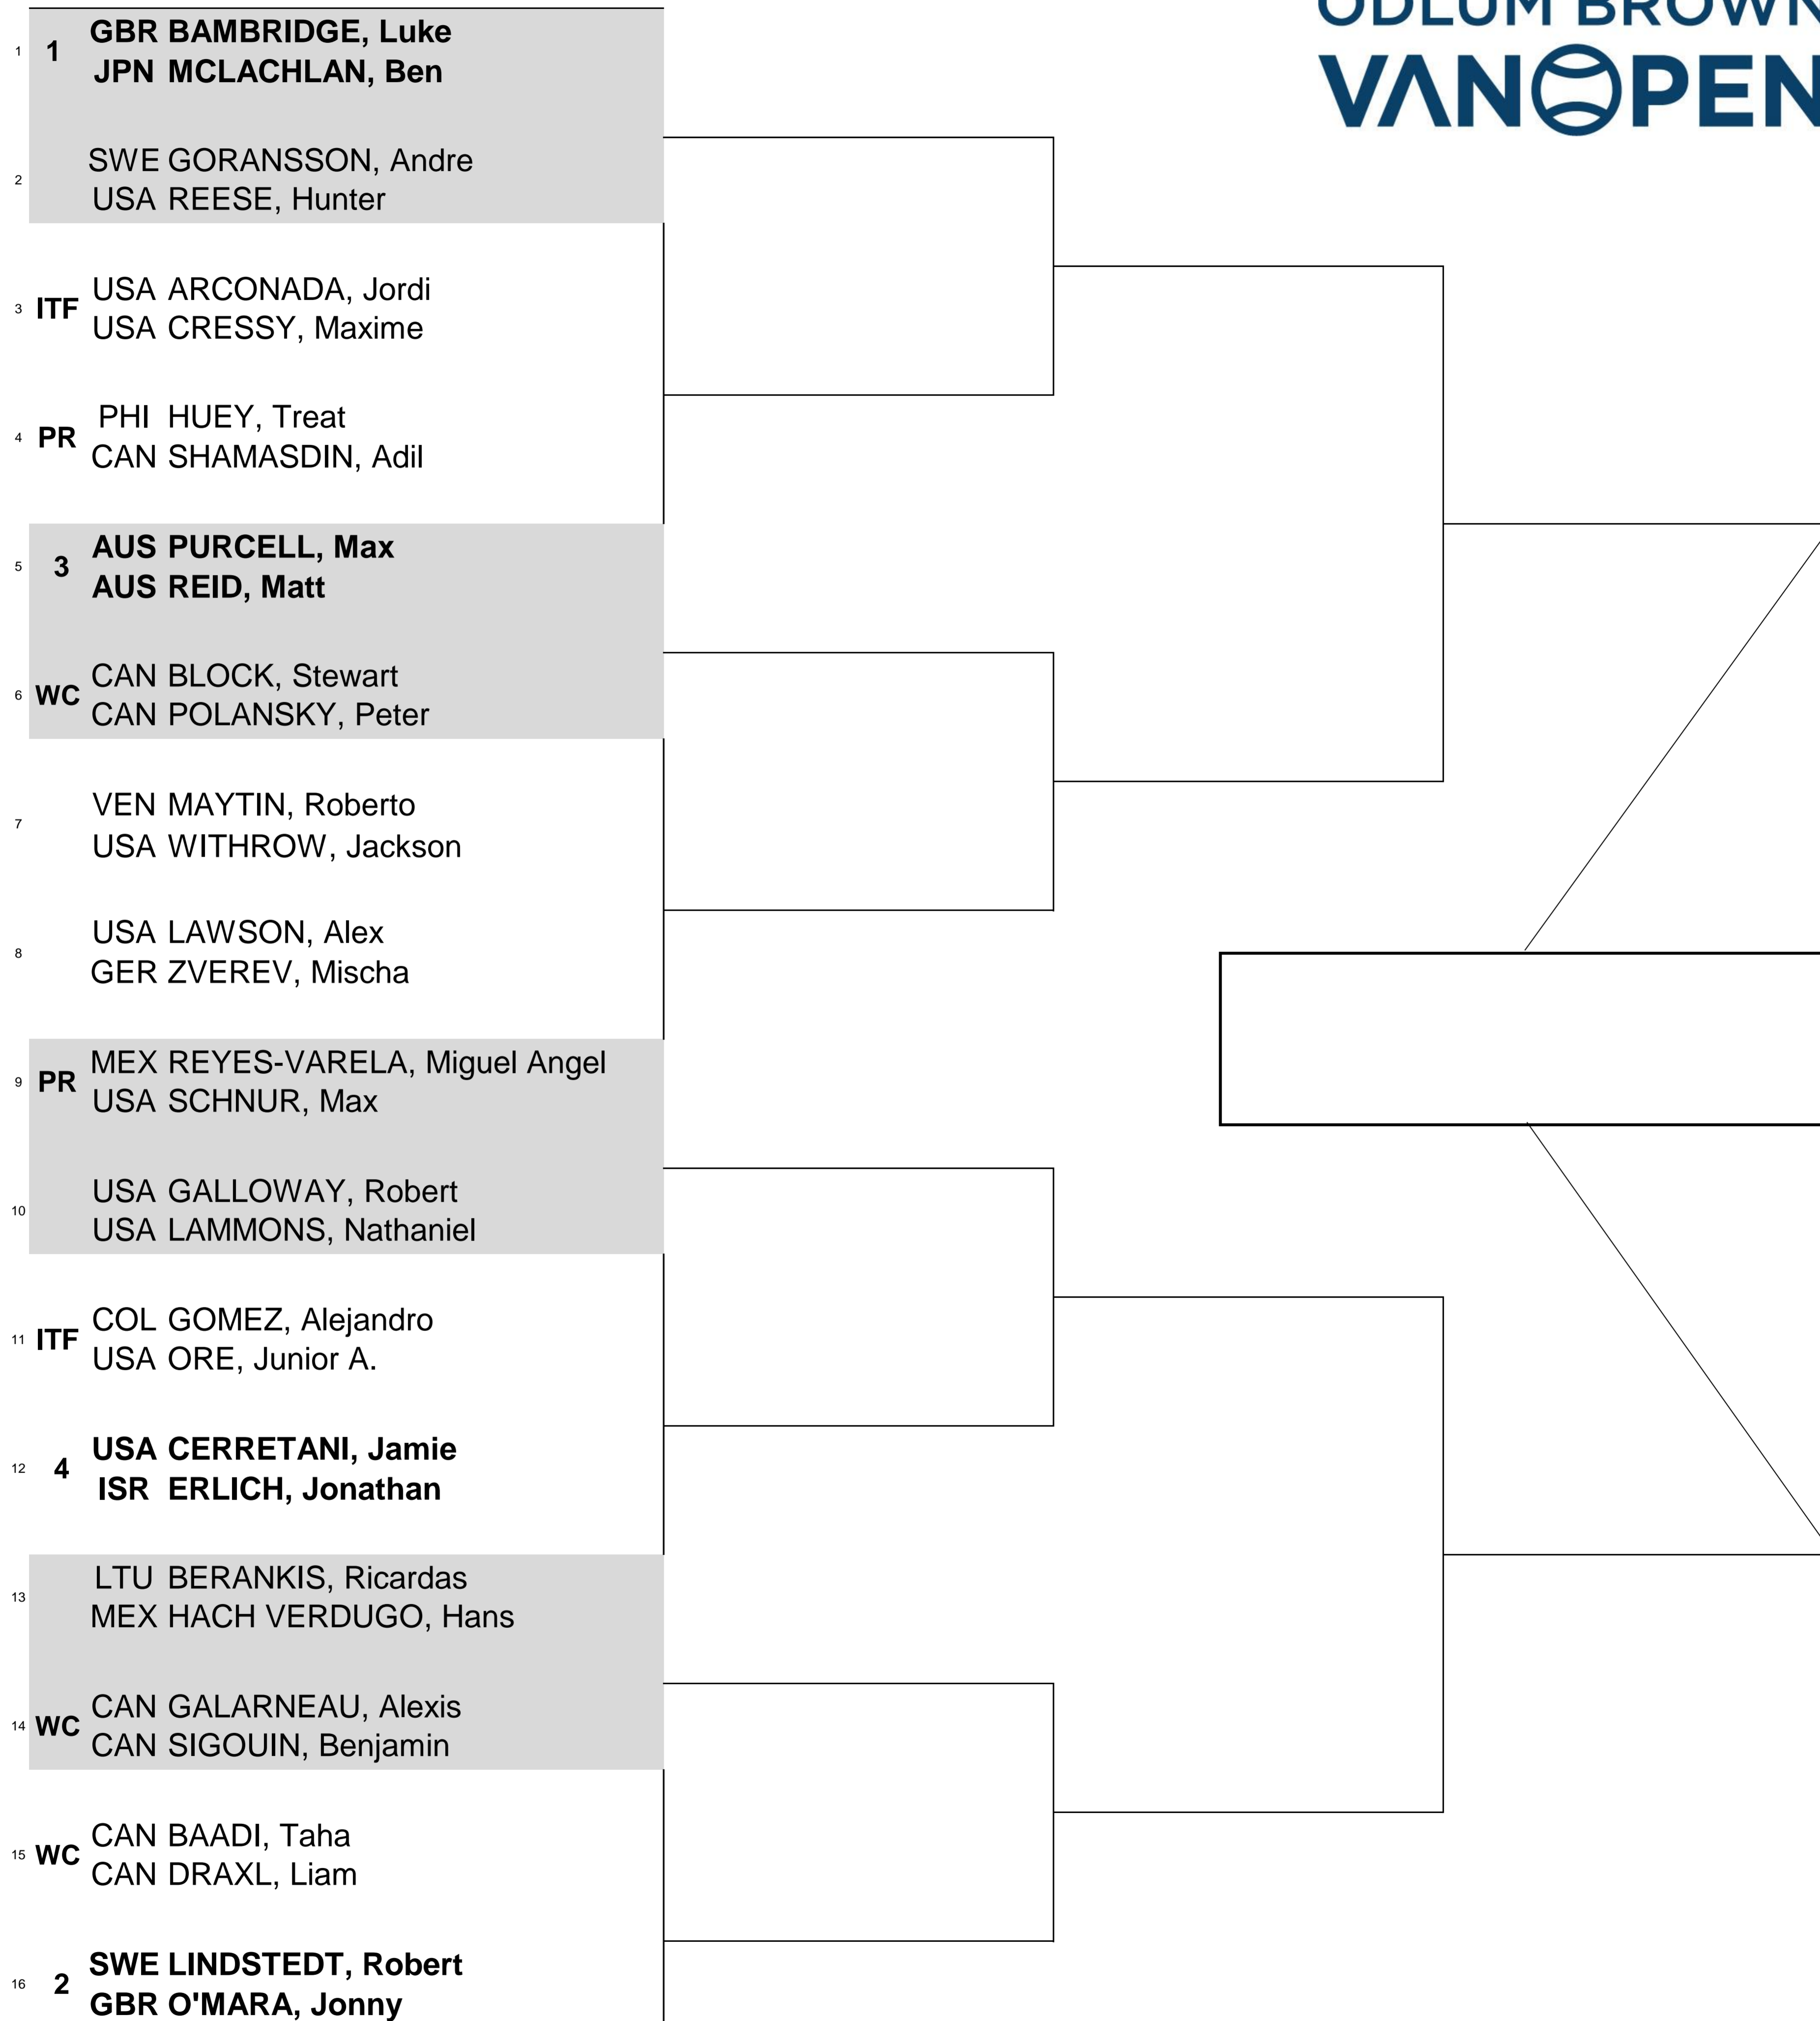 ODLUM BROWN
VANOPEN
1 1 GBR BAMBRIDGE, Luke
JPN MCLACHLAN, Ben
2 SWE GORANSSON, Andre
USA REESE, Hunter
3 ITF USA ARCONADA, Jordi
USA CRESSY, Maxime
4 PR PHI HUEY, Treat
CAN SHAMASDIN, Adil
5 3 AUS PURCELL, Max
AUS REID, Matt
6 WC CAN BLOCK, Stewart
CAN POLANSKY, Peter
7 VEN MAYTIN, Roberto
USA WITHROW, Jackson
8 USA LAWSON, Alex
GER ZVEREV, Mischa
9 PR MEX REYES-VARELA, Miguel Angel
USA SCHNUR, Max
10 USA GALLOWAY, Robert
USA LAMMONS, Nathaniel
11 ITF COL GOMEZ, Alejandro
USA ORE, Junior A.
12 4 USA CERRETANI, Jamie
ISR ERLICH, Jonathan
13 LTU BERANKIS, Ricardas
MEX HACH VERDUGO, Hans
14 WC CAN GALARNEAU, Alexis
CAN SIGOUIN, Benjamin
15 WC CAN BAADI, Taha
CAN DRAXL, Liam
16 2 SWE LINDSTEDT, Robert
GBR O'MARA, Jonny